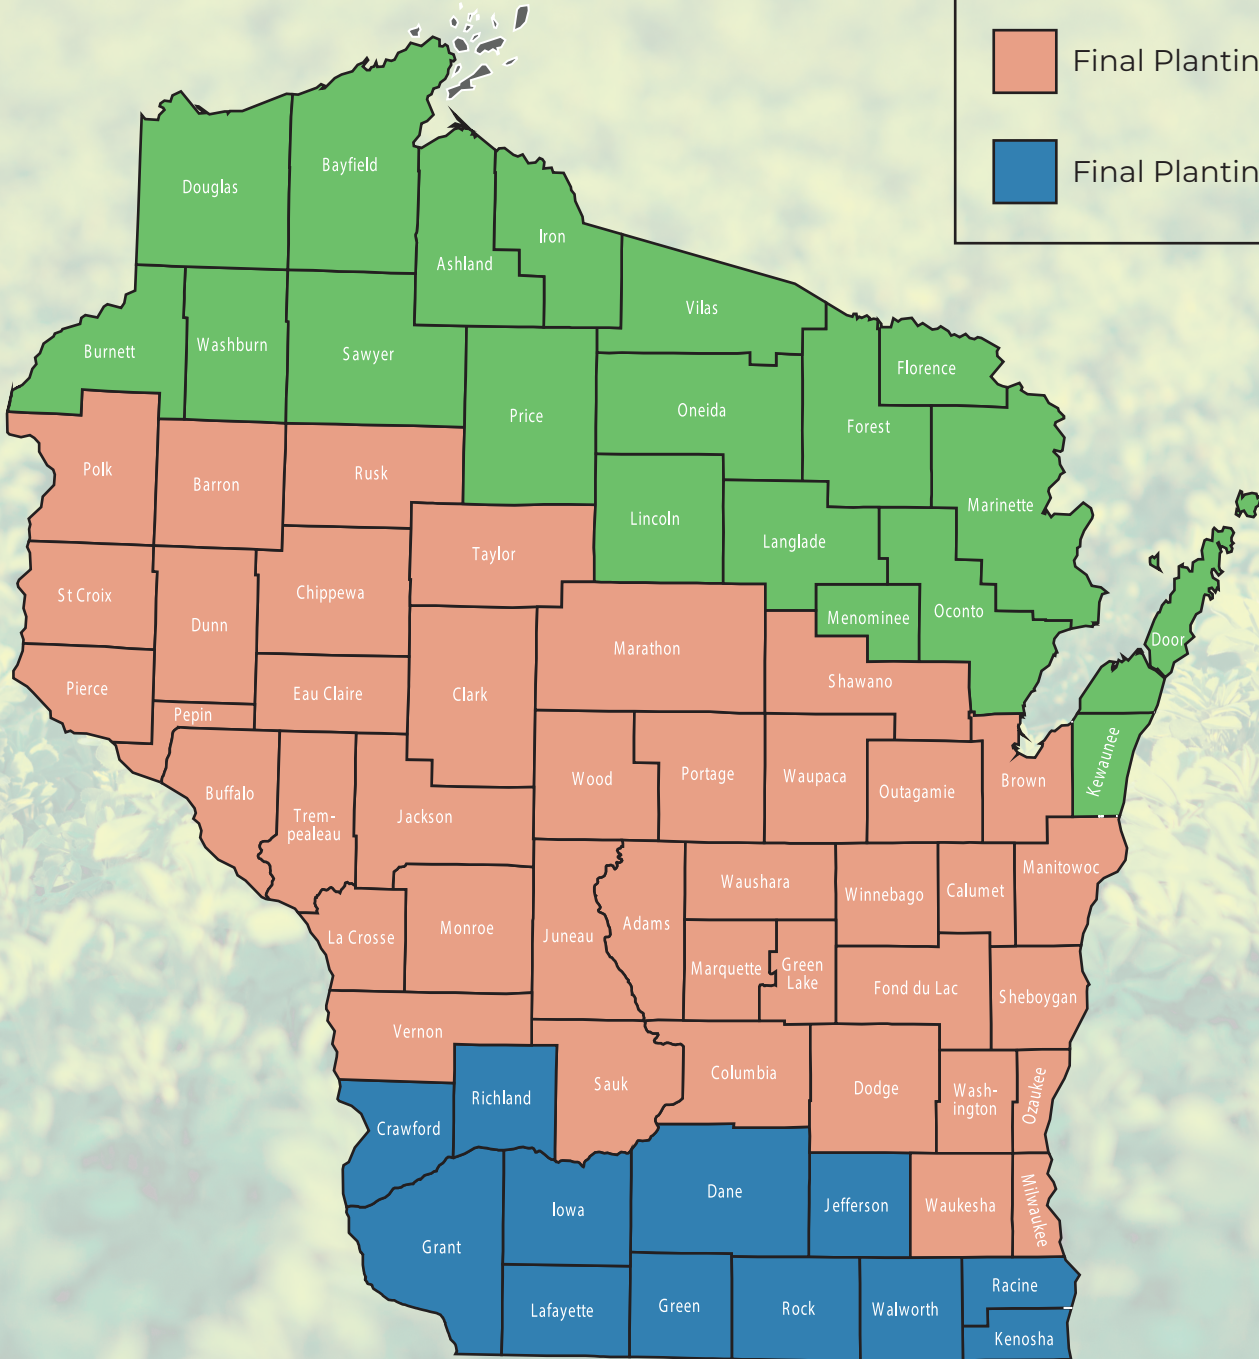 Final Plantin
Final Plantin
Bayfield
Douglas
Iron
Ashland
Vilas
Washburn
Burnett
Sawyer
Florence
Oneida
Price
Forest
Polk
Rusk
Barron
Marinette
Lincoln
Langlade
Taylor
Chippewa
St Croix
Oconto
Menominee
Dunn
Door
Marathon
Shawano
Pierce
Eau Claire
Clark
Pepin
Kewaunee
Portage
Waupaca
Wood
Brown
Outagamie
Buffalo
Trem-
pealeau
Jackson
Manitowoc
Waushara
Calumet
Winnebago
Adams
Monroe
Juneau
La Crosse
Marquette
Green
Lake
Fond du Lac
Sheboygan
Vernon
Columbia
Sauk
Dodge
Wash-
ington
Ozaukee
Richland
Crawford
Dane
Jefferson
Waukesha
Milwaukee
Iowa
Grant
Racine
Green
Rock
Walworth
Lafayette
Kenosha